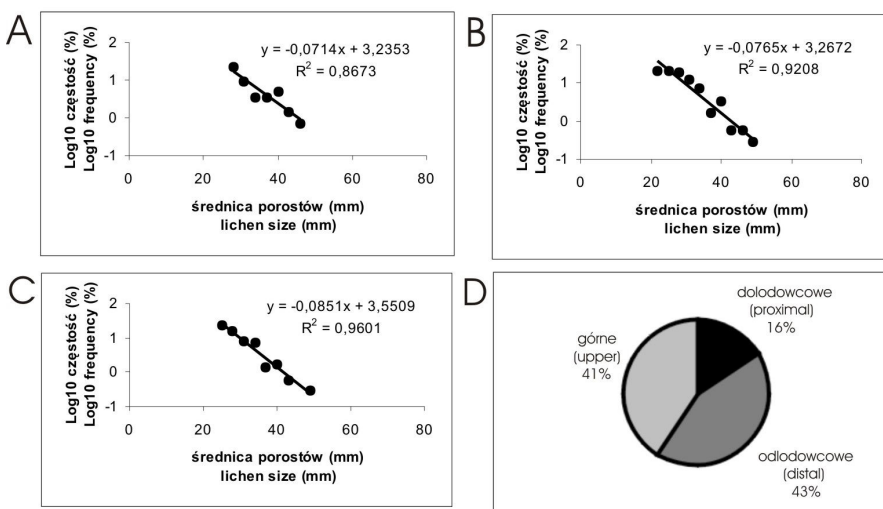 A
Log10 częstość (%)
Log10 frequency (%)
2
1
0
-1
y = -0,0714x + 3,2353
R² = 0,8673
0 20 40 60 80
średnica porostów (mm)
lichen size (mm)
B
Log10 częstość (%)
Log10 frequency (%)
2
1
0
-1
y = -0,0765x + 3,2672
R² = 0,9208
0 20 40 60 80
średnica porostów (mm)
lichen size (mm)
C
Log10 częstość (%)
Log10 frequency (%)
2
1
0
-1
y = -0,0851x + 3,5509
R² = 0,9601
0 20 40 60 80
średnica porostów (mm)
lichen size (mm)
D
dolodowcowe
(proximal)
16%
górne
(upper)
41%
odlodowcowe
(distal)
43%